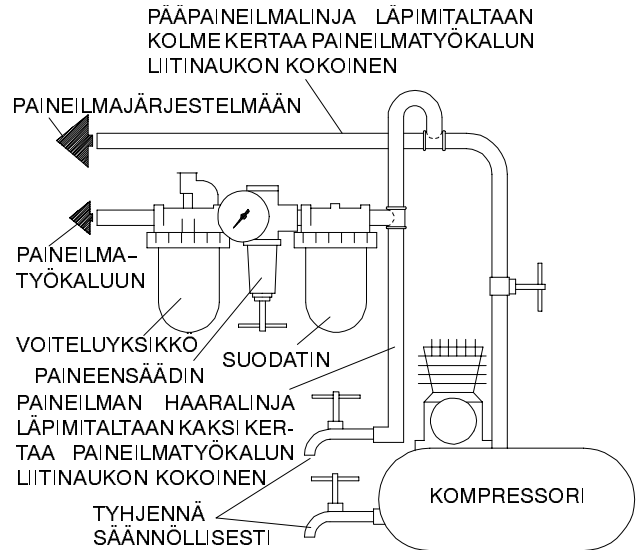 PÄÄPAINEILMALINJA LÄPIMITALTAAN
KOLME KERTAA PAINEILMATYÖKALUN
LIITINAUKON KOKOINEN
PAINEILMAJÄRJESTELMÄÄN
PAINEILMA–
TYÖKALUUN
VOITELUYKSIKKÖ
SUODATIN
PAINEENSÄÄDIN
PAINEILMAN HAARALINJA
LÄPIMITALTAAN KAKSI KER-
TAA PAINEILMATYÖKALUN
LIITINAUKON KOKOINEN
KOMPRESSORI
TYHJENNÄ
SÄÄNNÖLLISESTI